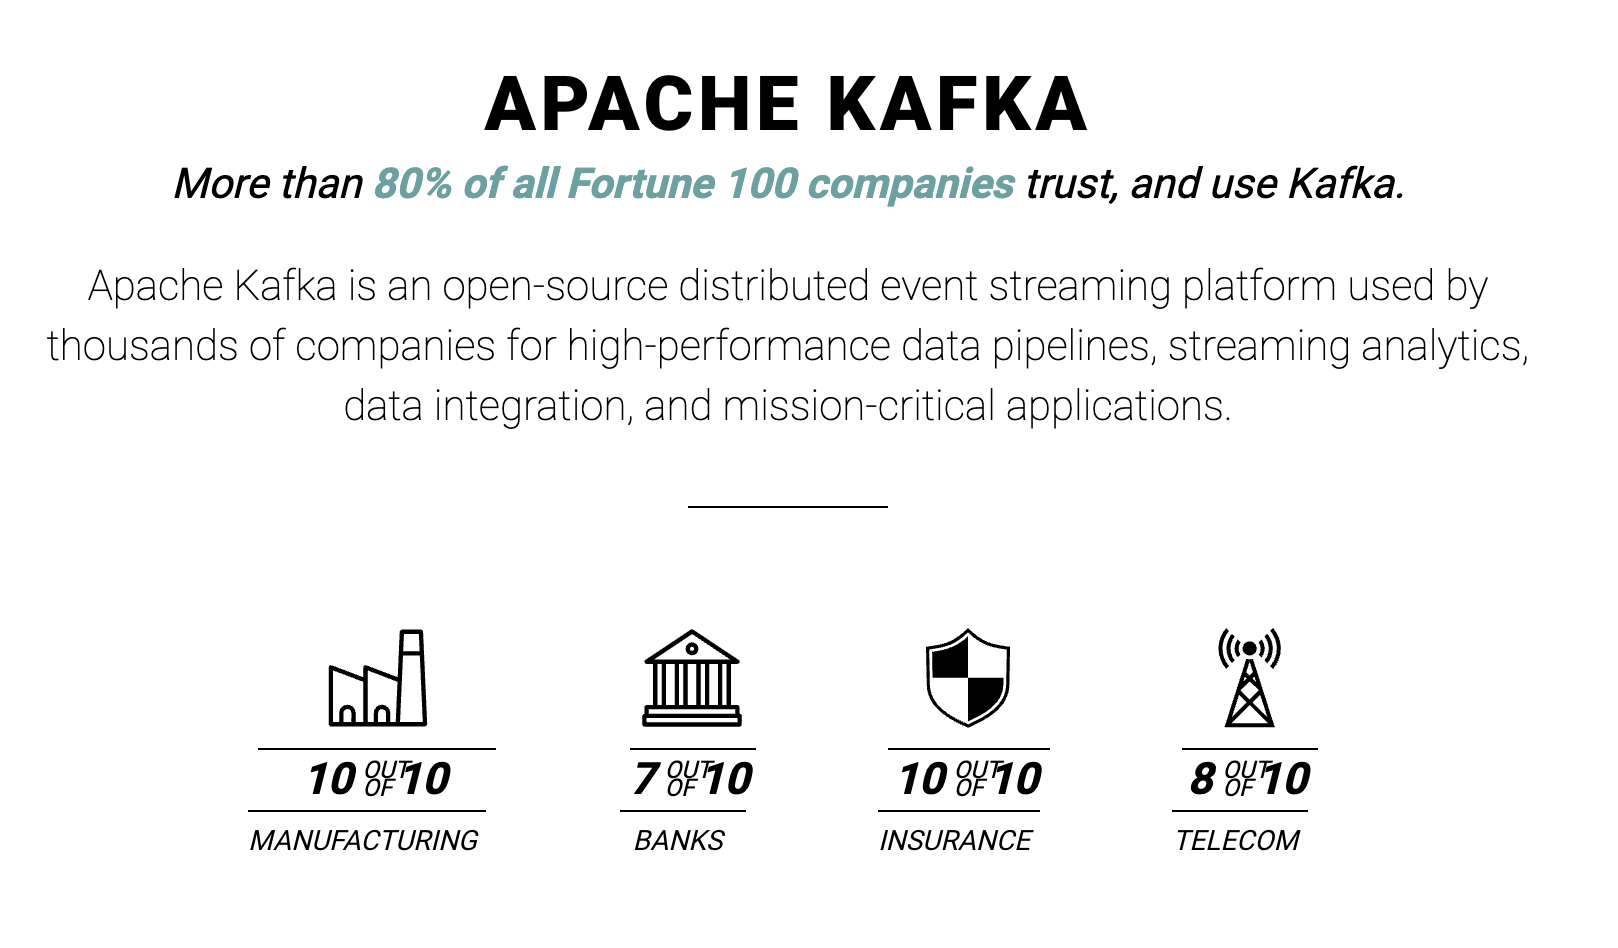 APACHE KAFKA
More than 80% of all Fortune 100 companies trust, and use Kafka.
Apache Kafka is an open-source distributed event streaming platform used by
thousands of companies for high-performance data pipelines, streaming analytics,
data integration, and mission-critical applications.
10 OUT OF 10
MANUFACTURING
7 OUT OF 10
BANKS
10 OUT OF 10
INSURANCE
8 OUT OF 10
TELECOM